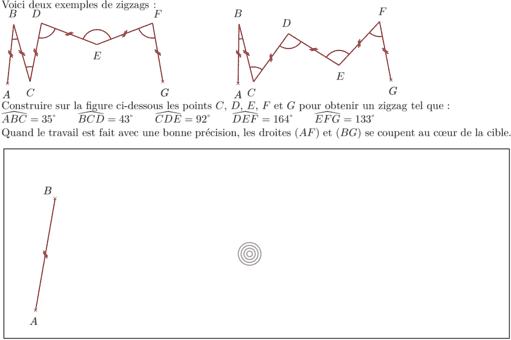 Voici deux exemples de zigzags :
B D F
A C E G
B D F
A C E G
Construire sur la figure ci-dessous les points C, D, E, F et G pour obtenir un zigzag tel que :
ABC = 35° BCD = 43° CDE = 92° DEF = 164° EFG = 133°
Quand le travail est fait avec une bonne précision, les droites (AF) et (BG) se coupent au cœur de la cible.
B
A